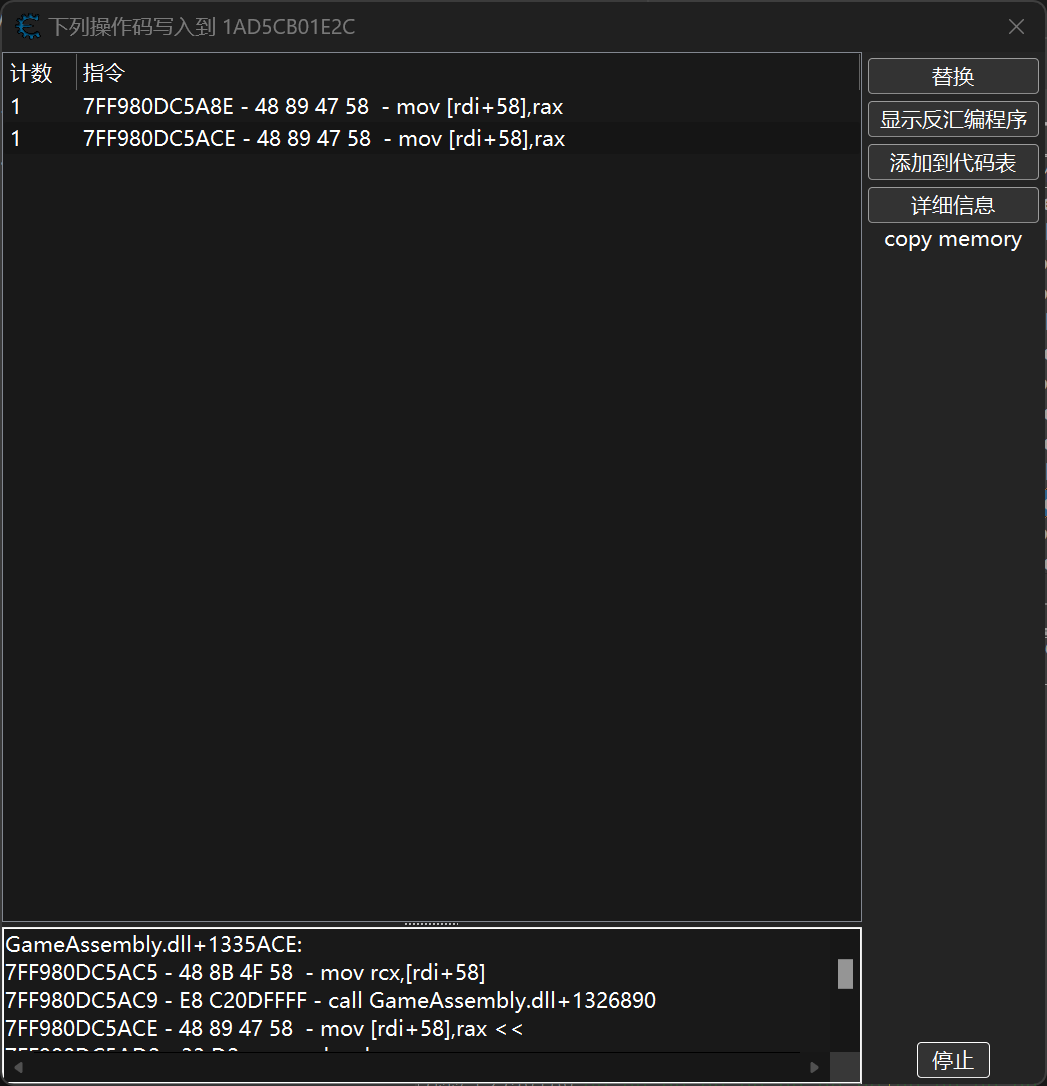 下列操作码写入到 1AD5CB01E2C
计数 指令
1 7FF980DC5A8E - 48 89 47 58 - mov [rdi+58],rax
1 7FF980DC5ACE - 48 89 47 58 - mov [rdi+58],rax
替换
显示反汇编程序
添加到代码表
详细信息
copy memory
GameAssembly.dll+1335ACE:
7FF980DC5AC5 - 48 8B 4F 58 - mov rcx,[rdi+58]
7FF980DC5AC9 - E8 C20DFFFF - call GameAssembly.dll+1326890
7FF980DC5ACE - 48 89 47 58 - mov [rdi+58],rax <<
停止